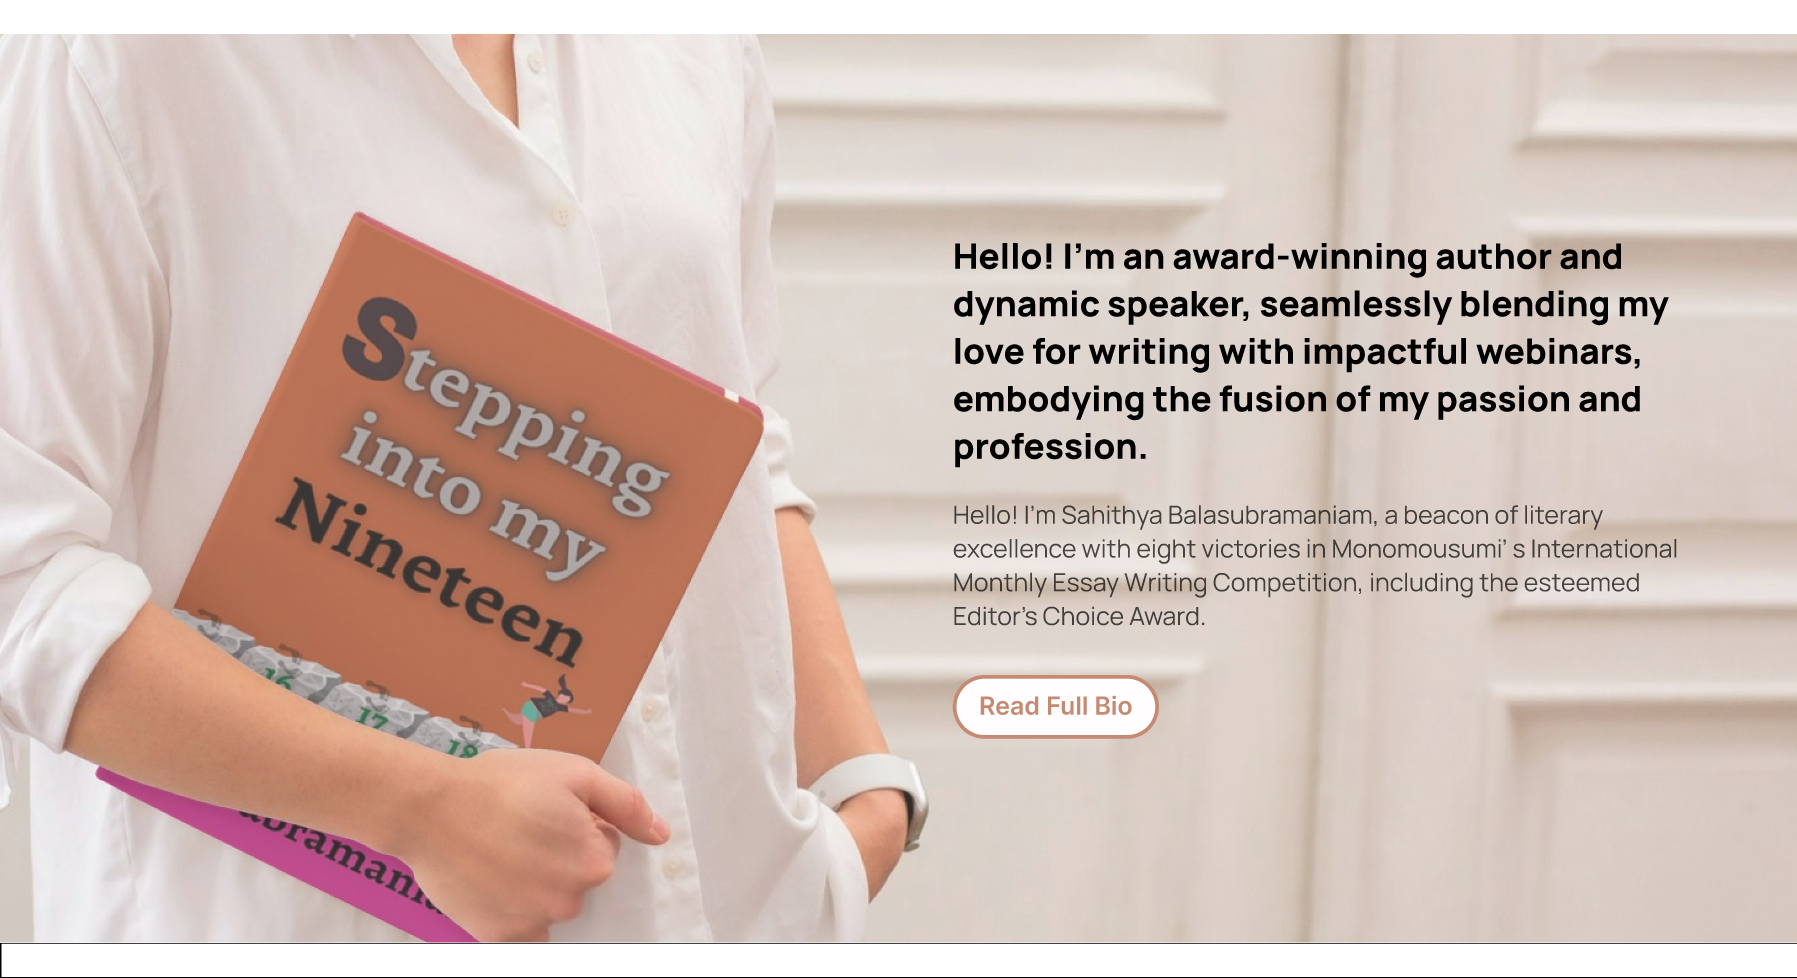 Stepping
into my
Nineteen
16
17
18
Hello! I’m an award-winning author and
dynamic speaker, seamlessly blending my
love for writing with impactful webinars,
embodying the fusion of my passion and
profession.
Hello! I’m Sahithya Balasubramaniam, a beacon of literary
excellence with eight victories in Monomousumi’ s International
Monthly Essay Writing Competition, including the esteemed
Editor’s Choice Award.
Read Full Bio